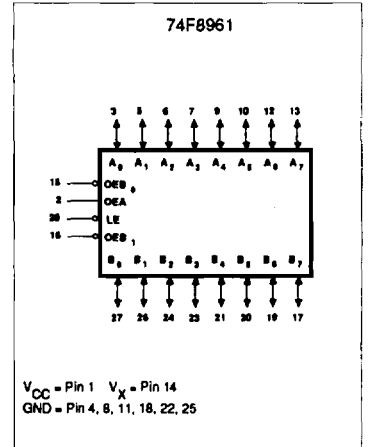 74F8961
3 5 6 7 9 10 12 13
A0 A1 A2 A3 A4 A5 A6 A7
15 OEB0
2 OEA
28 LE
16 OEB1
B0 B1 B2 B3 B4 B5 B6 B7
27 26 24 23 21 20 19 17
VCC = Pin 1 VX = Pin 14
GND = Pin 4, 8, 11, 18, 22, 25